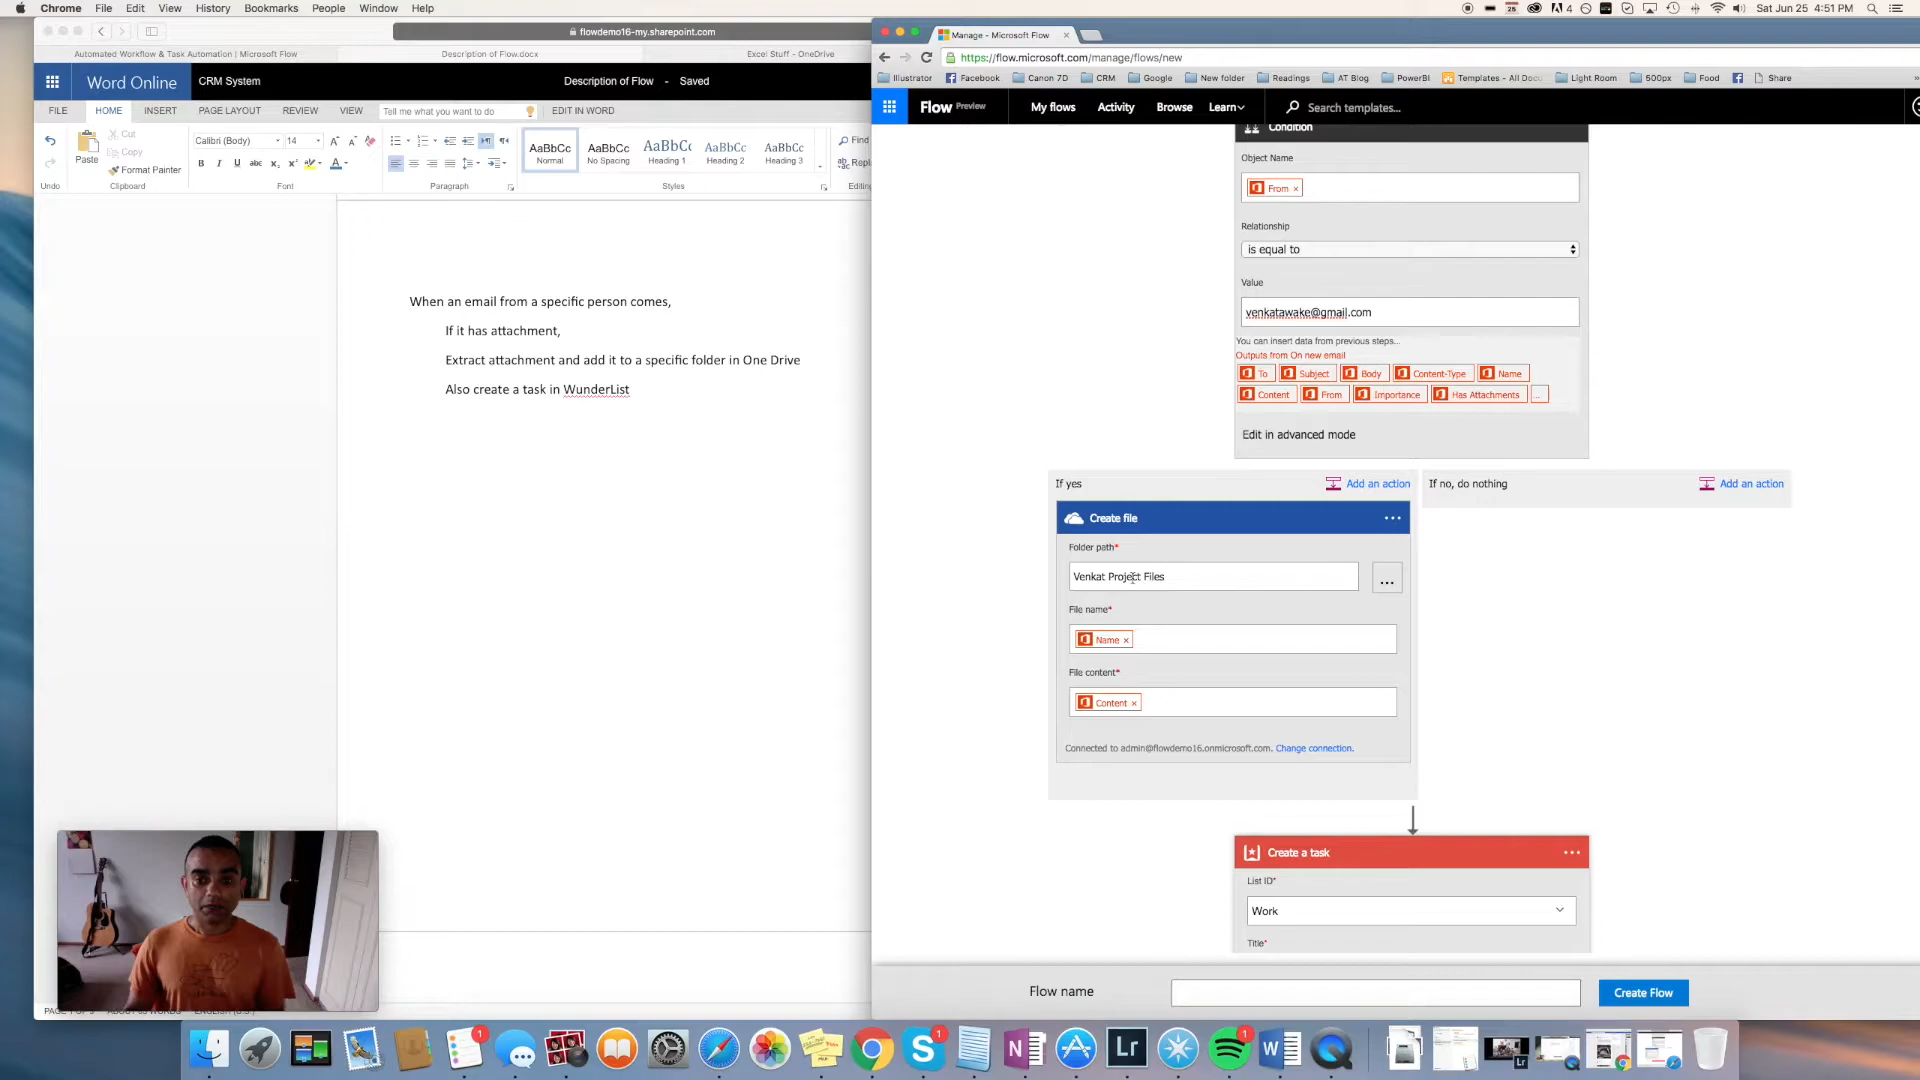 Chrome File Edit View History Bookmarks People Window Help
25
4
Sat Jun 25 4:51 PM
flowdemo16-my.sharepoint.com
Automated Workflow & Task Automation | Microsoft Flow
Description of Flow.docx
Excel Stuff - OneDrive
Word Online
CRM System
Description of Flow - Saved
FILE HOME INSERT PAGE LAYOUT REVIEW VIEW
Tell me what you want to do
EDIT IN WORD
Paste
Cut
Copy
Format Painter
Calibri (Body)
14
AaBbCc
Normal
AaBbCc
No Spacing
AaBbCc
Heading 1
AaBbCc
Heading 2
AaBbCc
Heading 3
Find
Undo
Clipboard
Font
Paragraph
Styles
When an email from a specific person comes,
If it has attachment,
Extract attachment and add it to a specific folder in One Drive
Also create a task in WunderList
Manage - Microsoft Flow
https://flow.microsoft.com/manage/flows/new
Illustrator Facebook Canon 7D CRM Google New folder Readings AT Blog PowerBI Templates - All Docu Light Room 500px Food Share
Flow Preview
My flows Activity Browse Learn
Search templates...
Condition
Object Name
From ×
Relationship
is equal to
Value
venkatawake@gmail.com
You can insert data from previous steps...
Outputs from On new email
To Subject Body Content-Type Name
Content From Importance Has Attachments ...
Edit in advanced mode
If yes
Add an action
If no, do nothing
Add an action
Create file
...
Folder path*
Venkat Project Files
...
File name*
Name ×
File content*
Content ×
Connected to admin@flowdemo16.onmicrosoft.com. Change connection.
Create a task
...
List ID*
Work
Title*
Flow name
Create Flow
1
1
1
Lr